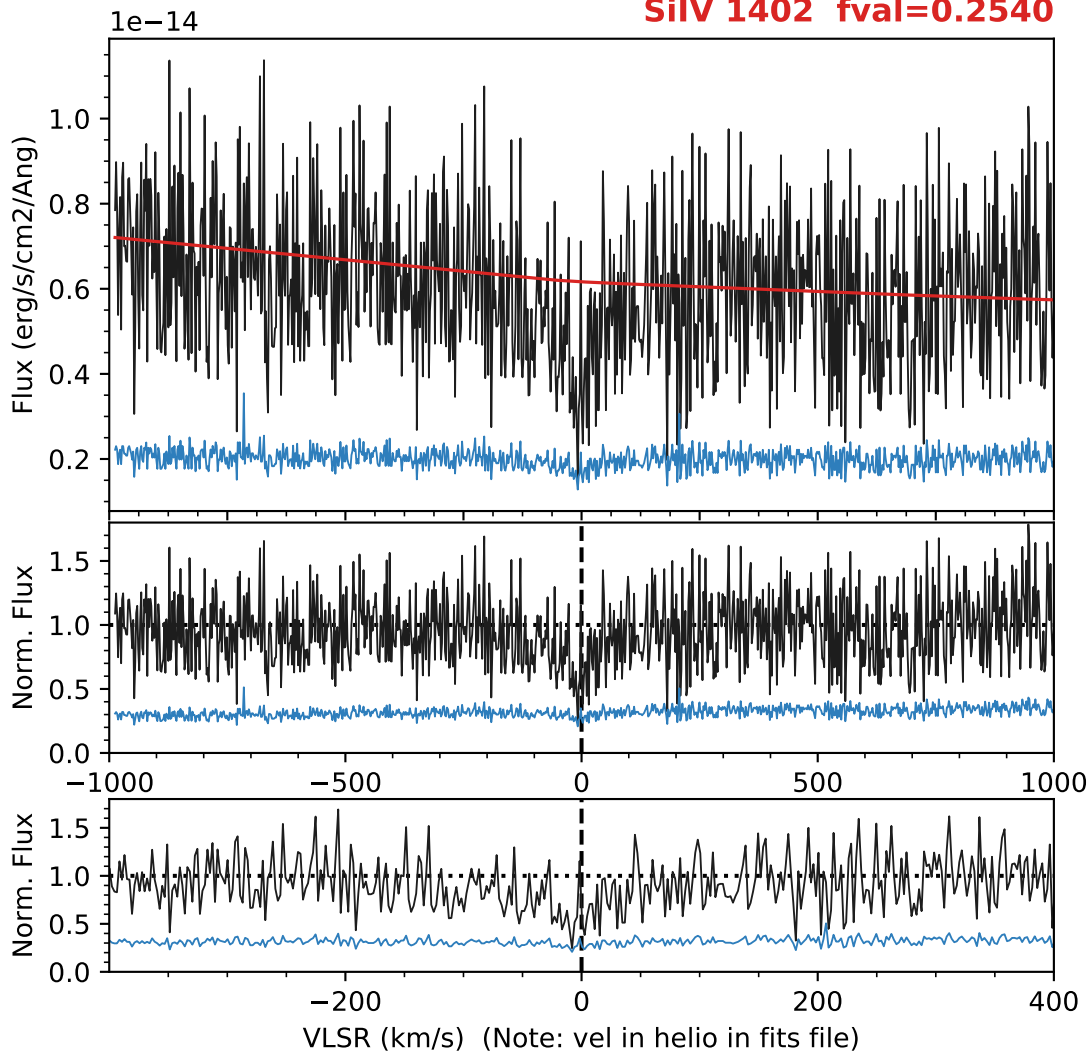 1e−14
SiIV 1402 fval=0.2540
Flux (erg/s/cm2/Ang)
1.0
0.8
0.6
0.4
0.2
Norm. Flux
1.5
1.0
0.5
0.0
−1000 −500 0 500 1000
Norm. Flux
1.5
1.0
0.5
0.0
−200 0 200 400
VLSR (km/s) (Note: vel in helio in fits file)